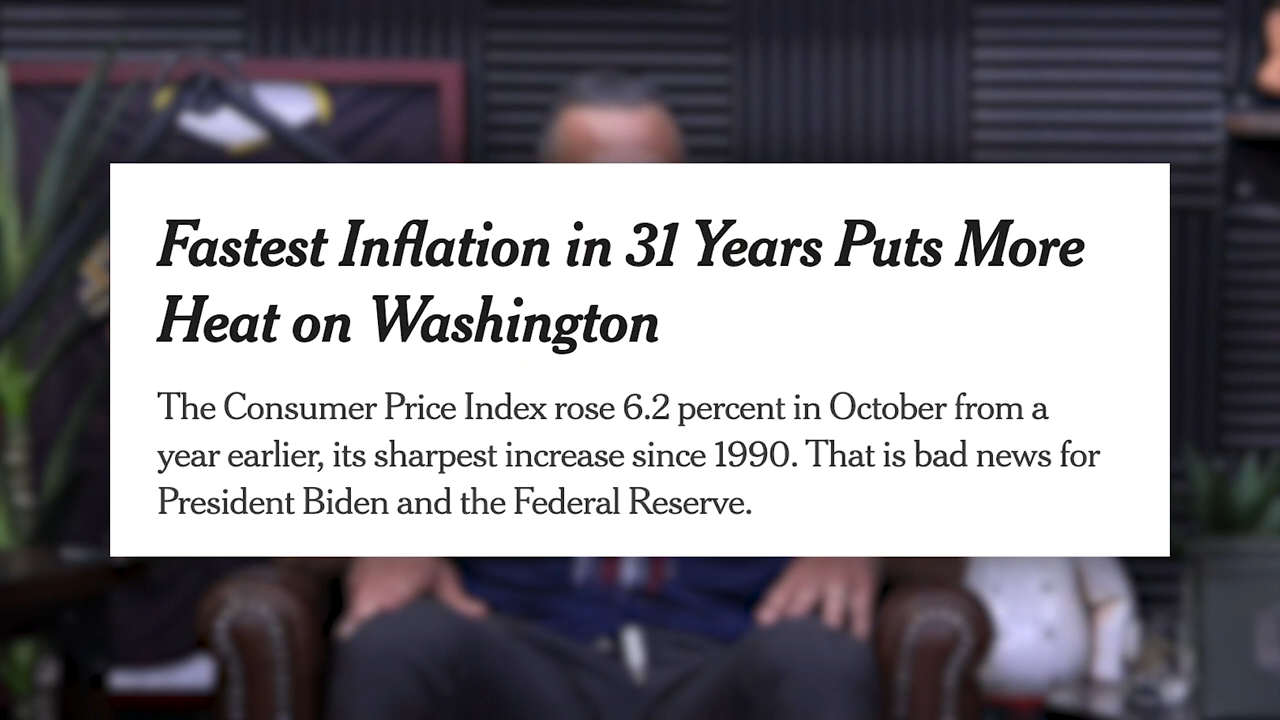 Fastest Inflation in 31 Years Puts More
Heat on Washington
The Consumer Price Index rose 6.2 percent in October from a
year earlier, its sharpest increase since 1990. That is bad news for
President Biden and the Federal Reserve.